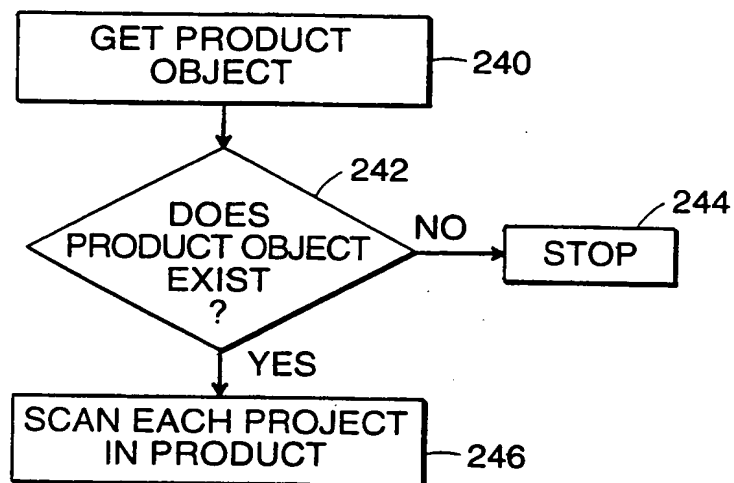 GET PRODUCT
OBJECT
240
242
DOES
PRODUCT OBJECT
EXIST
?
NO
244
STOP
YES
SCAN EACH PROJECT
IN PRODUCT
246